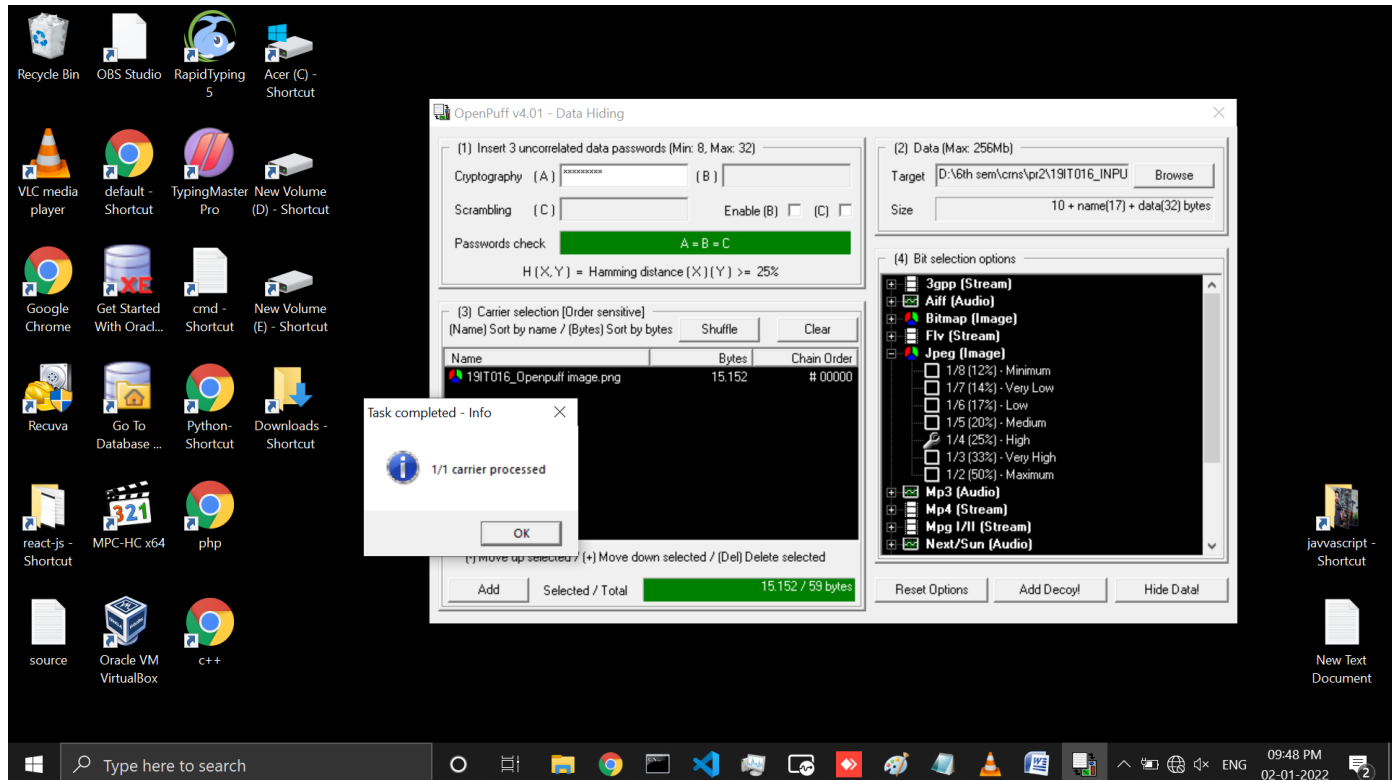 Recycle Bin
OBS Studio
RapidTyping
5
Acer (C) -
Shortcut
VLC media
player
default -
Shortcut
TypingMaster
Pro
New Volume
(D) - Shortcut
Google
Chrome
Get Started
With Oracl...
cmd -
Shortcut
New Volume
(E) - Shortcut
Recuva
Go To
Database ...
Python-
Shortcut
Downloads -
Shortcut
react-js -
Shortcut
321
MPC-HC x64
php
source
Oracle VM
VirtualBox
c++
OpenPuff v4.01 - Data Hiding
(1) Insert 3 uncorrelated data passwords (Min: 8, Max: 32)
Cryptography (A) ********* (B)
Scrambling (C) Enable (B) (C)
Passwords check A = B = C
H (X,Y) = Hamming distance (X)(Y) >= 25%
(2) Data (Max: 256Mb)
Target D:\6th sem\crns\pr2\19IT016_INPU Browse
Size 10 + name(17) + data(32) bytes
(3) Carrier selection [Order sensitive]
(Name) Sort by name / (Bytes) Sort by bytes Shuffle Clear
Name Bytes Chain Order
19IT016_Openpuff image.png 15.152 # 00000
Task completed - Info
1/1 carrier processed
OK
(-) Move up selected / (+) Move down selected / (Del) Delete selected
Add Selected / Total 15.152 / 59 bytes
(4) Bit selection options
3gpp (Stream)
Aiff (Audio)
Bitmap (Image)
Flv (Stream)
Jpeg (Image)
1/8 (12%) - Minimum
1/7 (14%) - Very Low
1/6 (17%) - Low
1/5 (20%) - Medium
1/4 (25%) - High
1/3 (33%) - Very High
1/2 (50%) - Maximum
Mp3 (Audio)
Mp4 (Stream)
Mpg I/II (Stream)
Next/Sun (Audio)
Reset Options Add Decoy! Hide Data!
javvascript -
Shortcut
New Text
Document
Type here to search
ENG
09:48 PM
02-01-2022
2